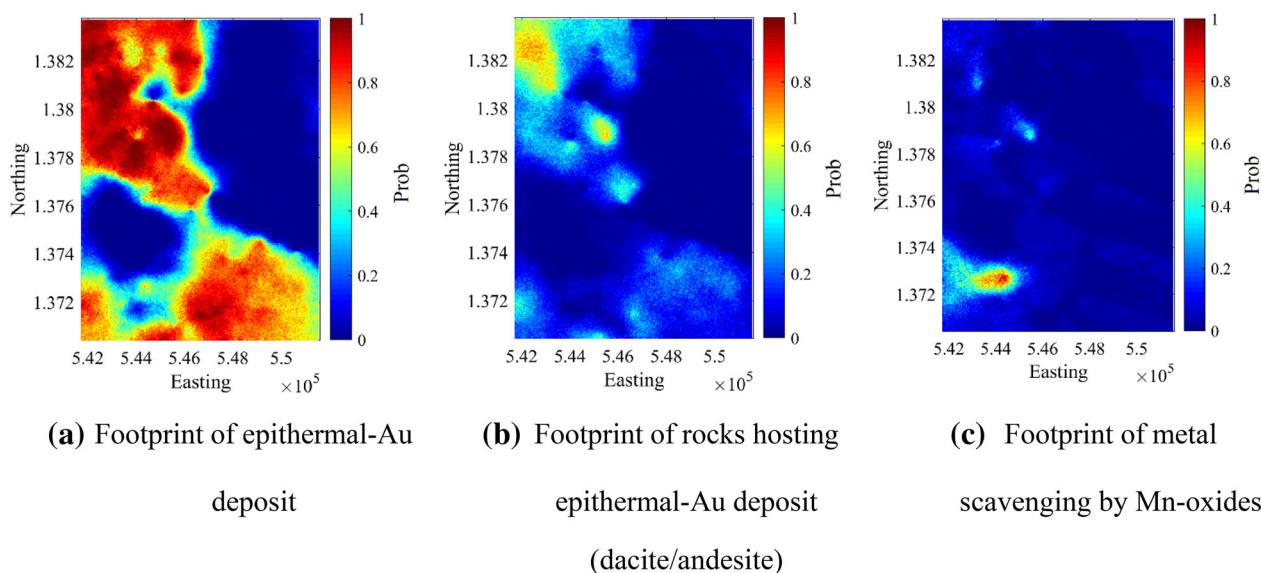 1
1.382
0.8
1.38
0.6
1.378
Northing
Prob
1.376
0.4
1.374
0.2
1.372
0
5.42 5.44 5.46 5.48 5.5
Easting
×10⁵
1
1.382
0.8
1.38
0.6
1.378
Northing
Prob
1.376
0.4
1.374
0.2
1.372
0
5.42 5.44 5.46 5.48 5.5
Easting
×10⁵
1
1.382
0.8
1.38
0.6
1.378
Northing
Prob
1.376
0.4
1.374
0.2
1.372
0
5.42 5.44 5.46 5.48 5.5
Easting
×10⁵
(a) Footprint of epithermal-Au
deposit
(b) Footprint of rocks hosting
epithermal-Au deposit
(dacite/andesite)
(c) Footprint of metal
scavenging by Mn-oxides